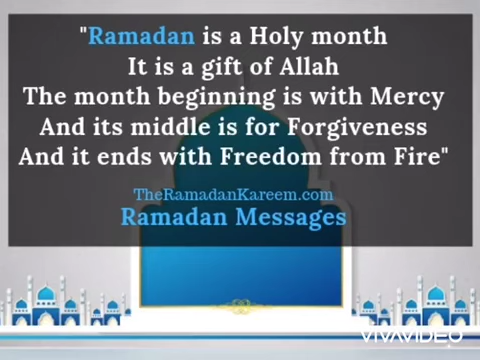 "Ramadan is a Holy month
It is a gift of Allah
The month beginning is with Mercy
And its middle is for Forgiveness
And it ends with Freedom from Fire"
TheRamadanKareem.com
Ramadan Messages
VIVAVIDEO